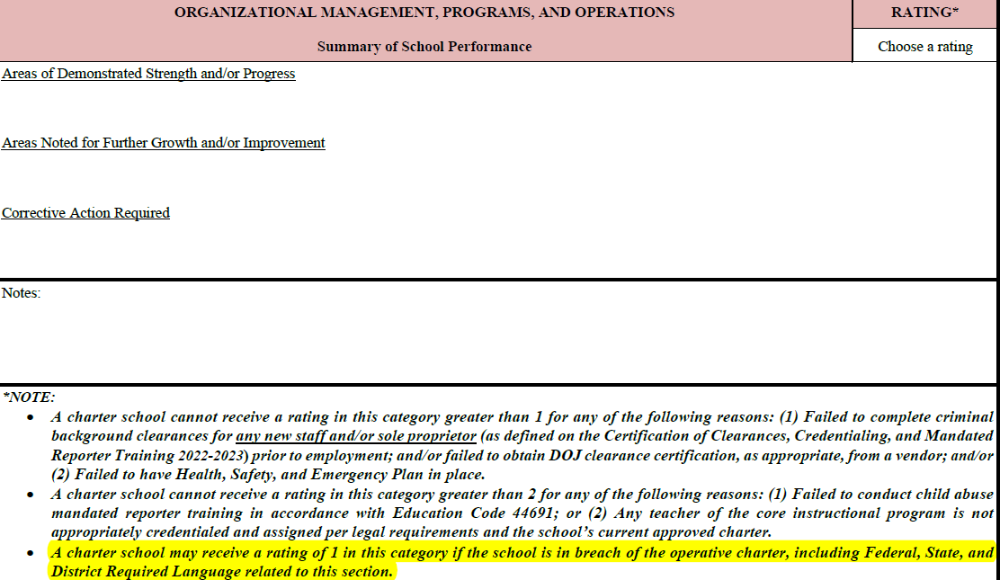 ORGANIZATIONAL MANAGEMENT, PROGRAMS, AND OPERATIONS
RATING*
Summary of School Performance
Choose a rating
Areas of Demonstrated Strength and/or Progress
Areas Noted for Further Growth and/or Improvement
Corrective Action Required
Notes:
*NOTE:
• A charter school cannot receive a rating in this category greater than 1 for any of the following reasons: (1) Failed to complete criminal
background clearances for any new staff and/or sole proprietor (as defined on the Certification of Clearances, Credentialing, and Mandated
Reporter Training 2022-2023) prior to employment; and/or failed to obtain DOJ clearance certification, as appropriate, from a vendor; and/or
(2) Failed to have Health, Safety, and Emergency Plan in place.
• A charter school cannot receive a rating in this category greater than 2 for any of the following reasons: (1) Failed to conduct child abuse
mandated reporter training in accordance with Education Code 44691; or (2) Any teacher of the core instructional program is not
appropriately credentialed and assigned per legal requirements and the school's current approved charter.
• A charter school may receive a rating of 1 in this category if the school is in breach of the operative charter, including Federal, State, and
District Required Language related to this section.